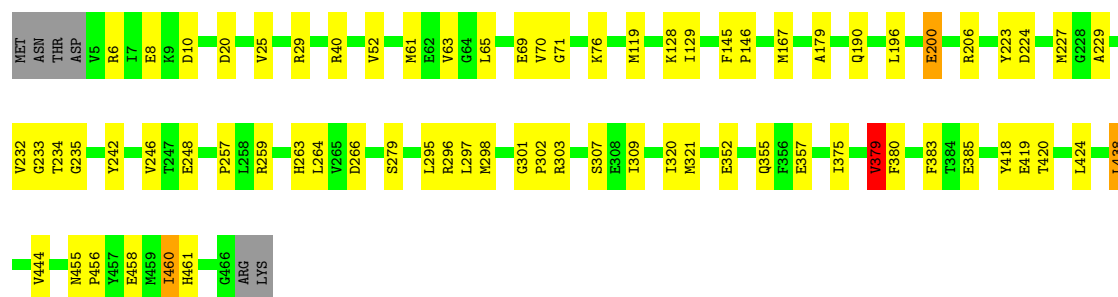 MET ASN THR ASP V5 R6 I7 E8 K9 D10 D20 V25 R29 R40 V52 M61 E62 V63 G64 L65 E69 V70 G71 K76 M119 K128 I129 F145 P146 M167 A179 Q190 L196 E200 R206 Y223 D224 M227 G228 A229
V232 G233 T234 G235 Y242 V246 T247 E248 P257 L258 R259 H263 L264 V265 D266 S279 L295 R296 L297 M298 G301 P302 R303 S307 E308 I309 I320 M321 E352 Q355 F356 E357 I375 V379 F380 F383 T384 E385 Y418 E419 T420 L424 L438
V444 N455 P456 Y457 E458 M459 I460 H461 G466 ARG LYS